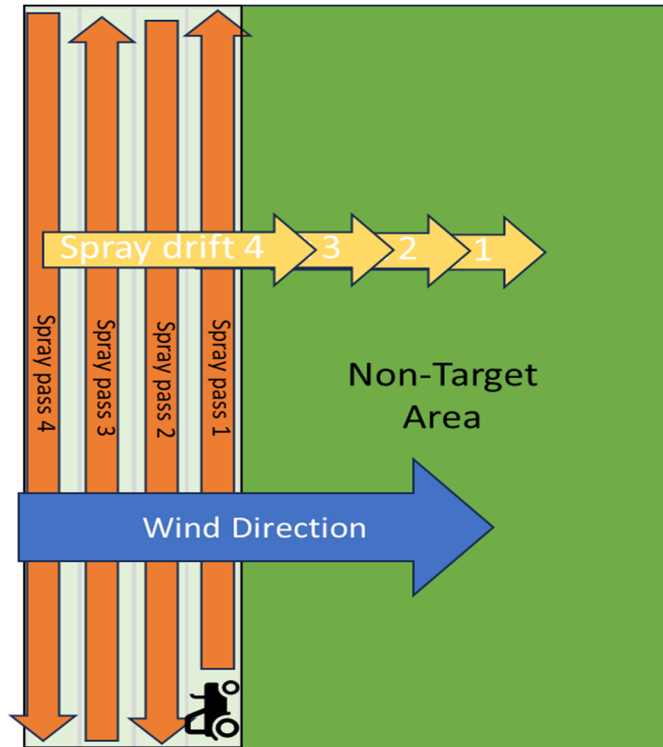 Spray drift 4
3
2
1
Spray pass 4
Spray pass 3
Spray pass 2
Spray pass 1
Non-Target
Area
Wind Direction